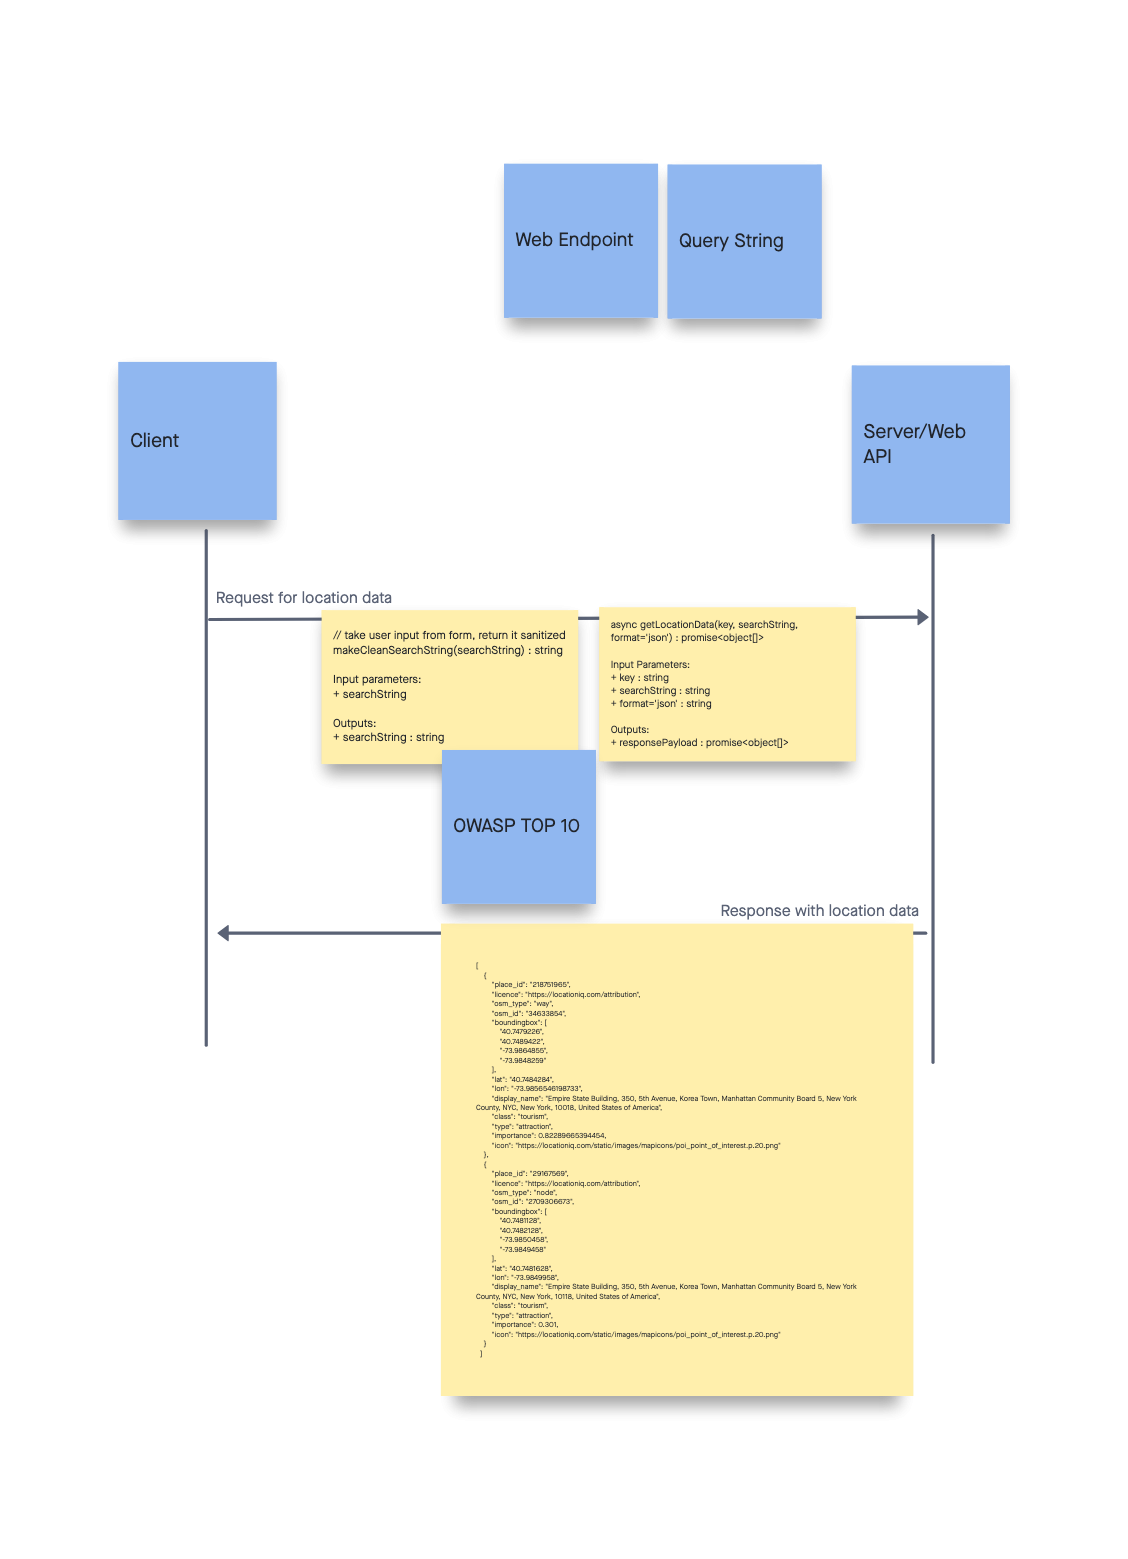 Web Endpoint
Query String
Client
Server/Web
API
Request for location data
// take user input from form, return it sanitized
makeCleanSearchString(searchString) : string
Input parameters:
+ searchString
Outputs:
+ searchString : string
async getLocationData(key, searchString,
format='json') : promise<object[]>
Input Parameters:
+ key : string
+ searchString : string
+ format='json' : string
Outputs:
+ responsePayload : promise<object[]>
OWASP TOP 10
Response with location data
[
{
"place_id": "218751965",
"licence": "https://locationiq.com/attribution",
"osm_type": "way",
"osm_id": "34633854",
"boundingbox": [
"40.7479226",
"40.7489422",
"-73.9864855",
"-73.9848259"
],
"lat": "40.7484284",
"lon": "-73.9856546198733",
"display_name": "Empire State Building, 350, 5th Avenue, Korea Town, Manhattan Community Board 5, New York
County, NYC, New York, 10018, United States of America",
"class": "tourism",
"type": "attraction",
"importance": 0.82289665394454,
"icon": "https://locationiq.com/static/images/mapicons/poi_point_of_interest.p.20.png"
},
{
"place_id": "29167569",
"licence": "https://locationiq.com/attribution",
"osm_type": "node",
"osm_id": "2709306673",
"boundingbox": [
"40.7481128",
"40.7482128",
"-73.9850458",
"-73.9849458"
],
"lat": "40.7481628",
"lon": "-73.9849958",
"display_name": "Empire State Building, 350, 5th Avenue, Korea Town, Manhattan Community Board 5, New York
County, NYC, New York, 10118, United States of America",
"class": "tourism",
"type": "attraction",
"importance": 0.301,
"icon": "https://locationiq.com/static/images/mapicons/poi_point_of_interest.p.20.png"
}
]